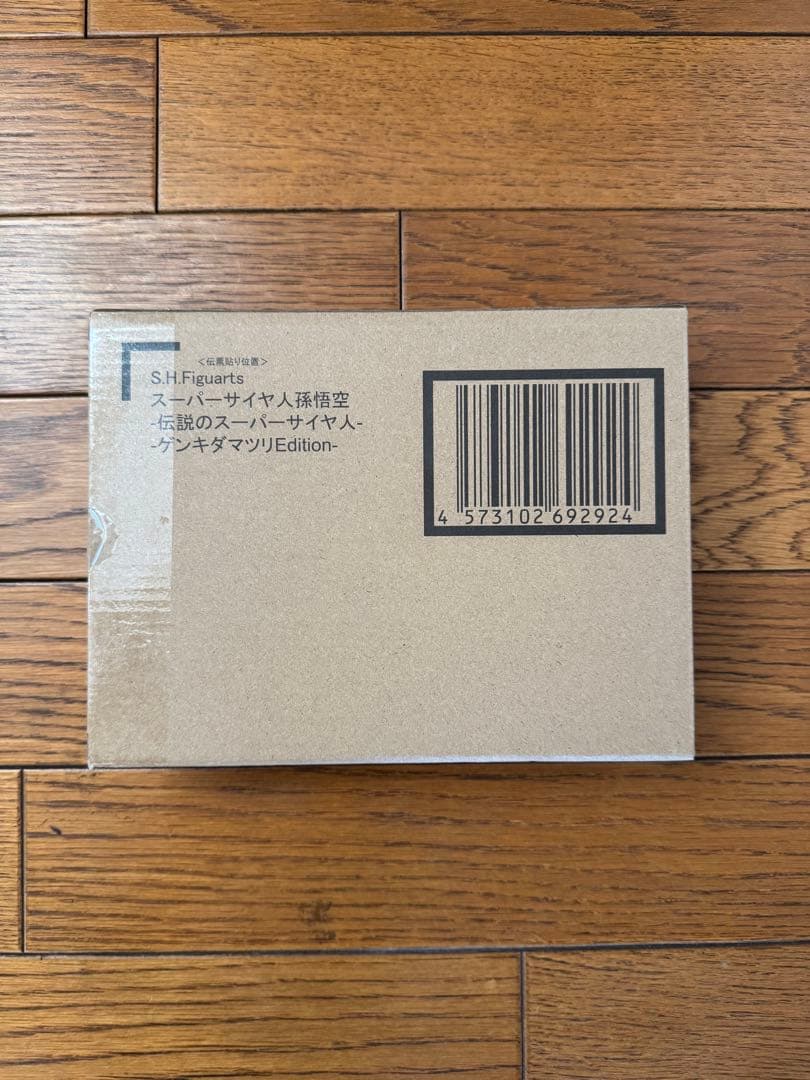 ＜伝票貼り位置＞
S.H.Figuarts
スーパーサイヤ人孫悟空
-伝説のスーパーサイヤ人-
-ゲンキダマツリEdition-
4 573102 692924